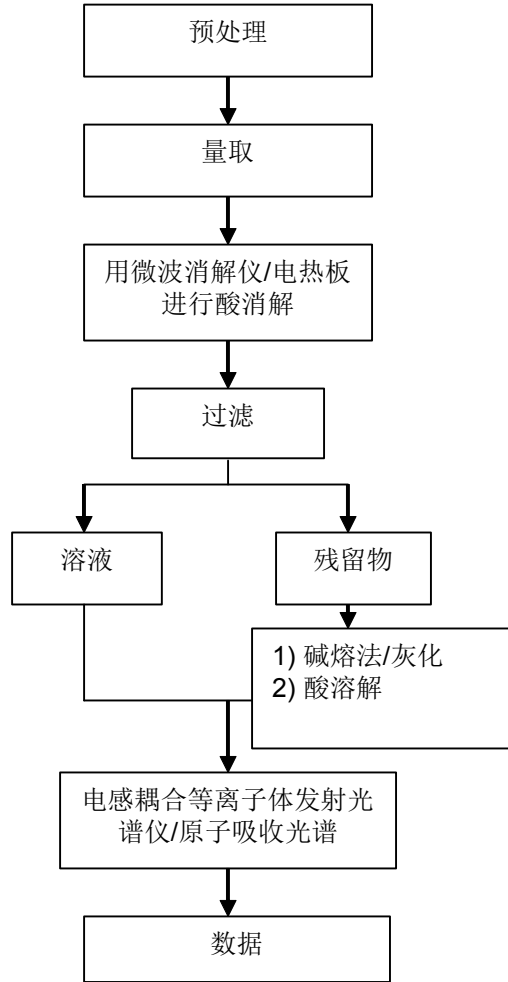 预处理
量取
用微波消解仪/电热板
进行酸消解
过滤
溶液
残留物
1) 碱熔法/灰化
2) 酸溶解
电感耦合等离子体发射光
谱仪/原子吸收光谱
数据